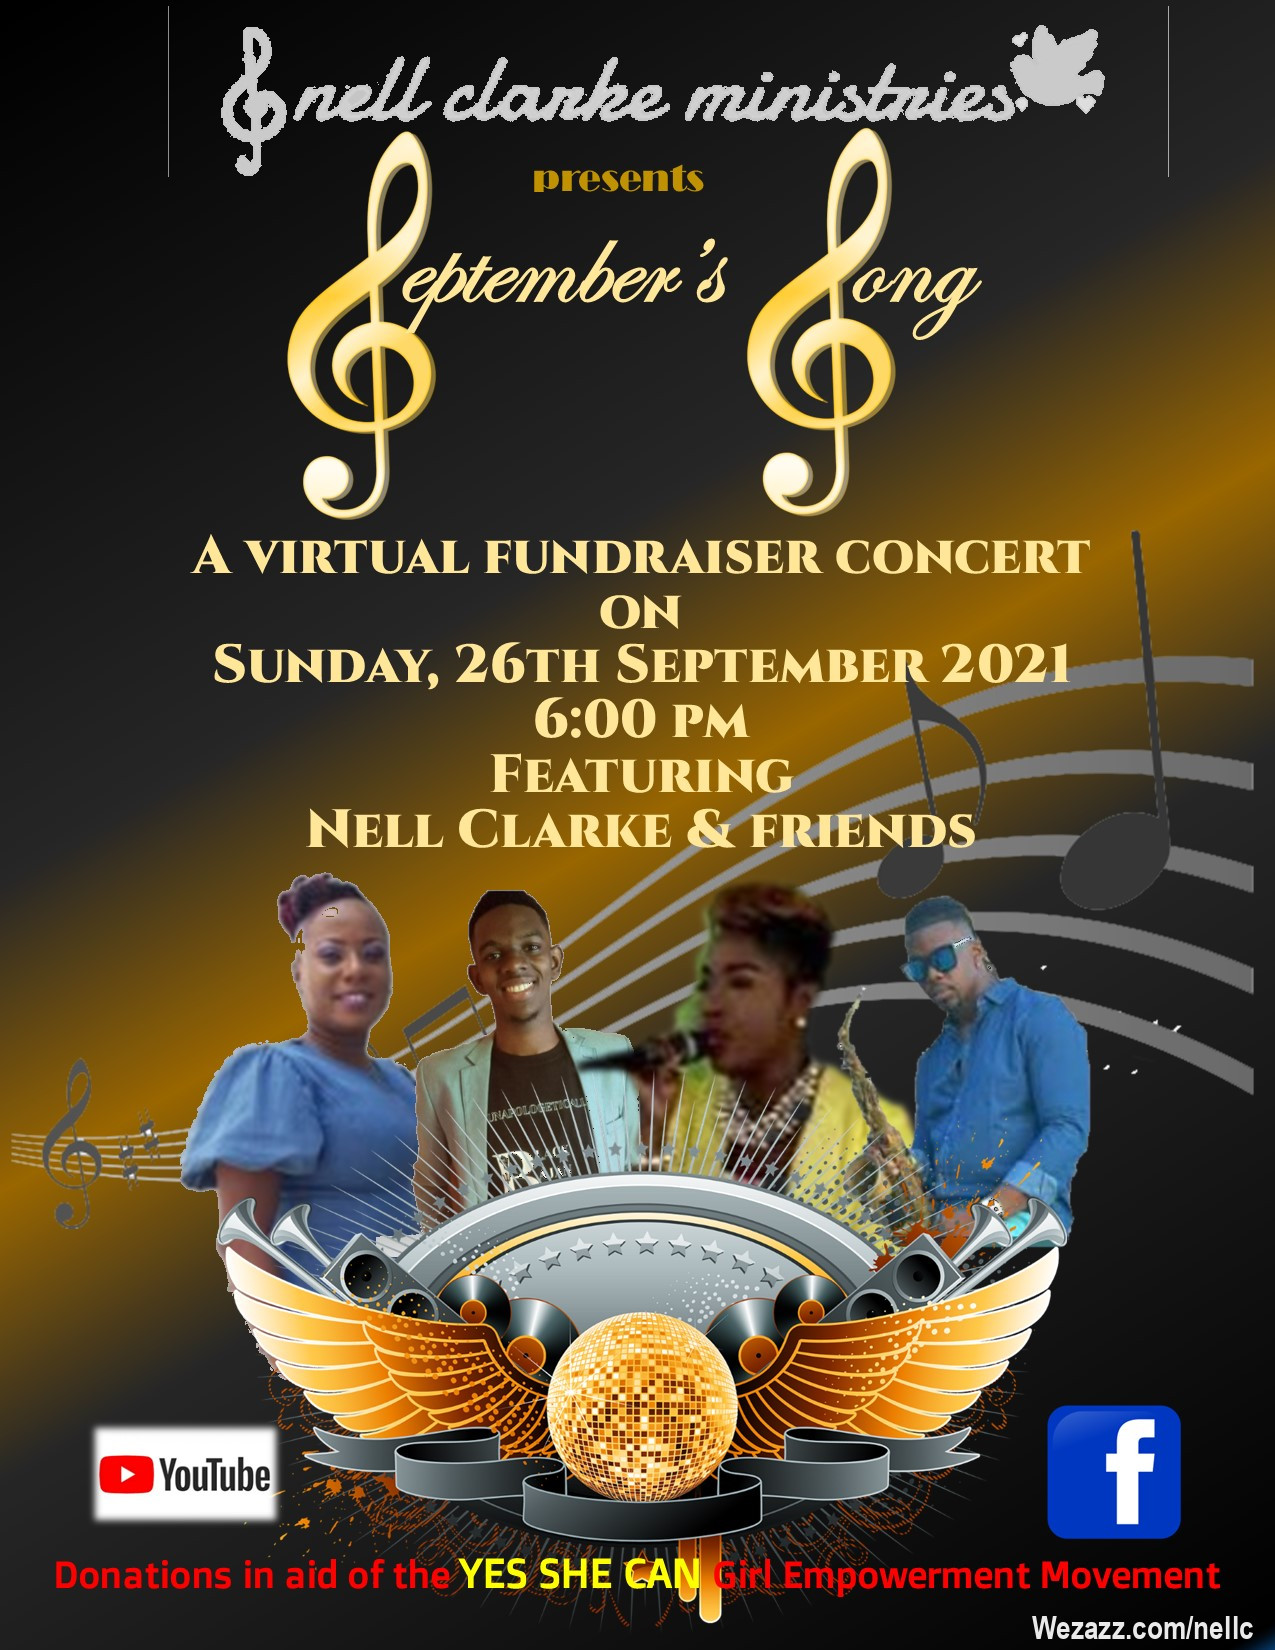 nell clarke ministries
presents
September's Song
A VIRTUAL FUNDRAISER CONCERT
ON
SUNDAY, 26TH SEPTEMBER 2021
6:00 PM
FEATURING
NELL CLARKE & FRIENDS
UNAPOLOGETICALLY
YouTube
f
Donations in aid of the YES SHE CAN Girl Empowerment Movement
Wezazz.com/nellc